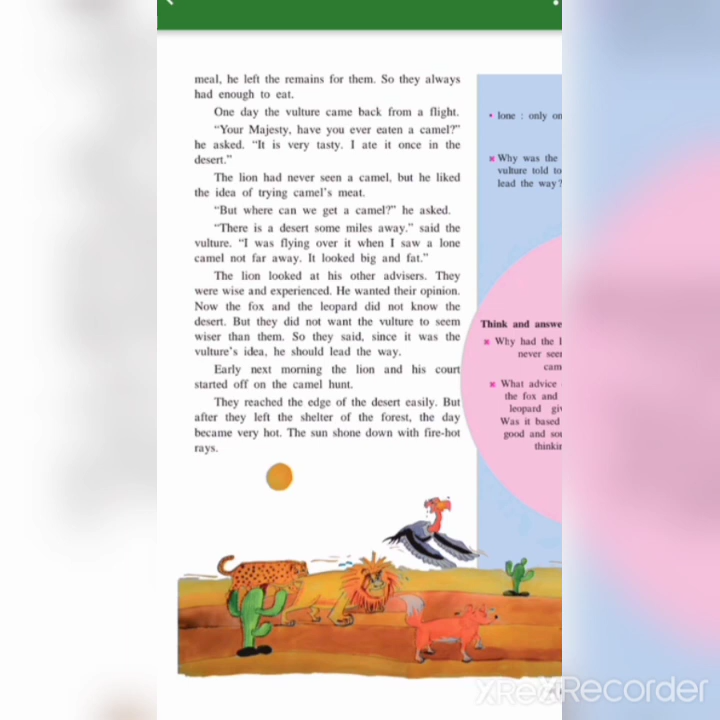 meal, he left the remains for them. So they always
had enough to eat.
One day the vulture came back from a flight.
"Your Majesty, have you ever eaten a camel?"
he asked. "It is very tasty. I ate it once in the
desert."
The lion had never seen a camel, but he liked
the idea of trying camel's meat.
"But where can we get a camel?" he asked.
"There is a desert some miles away." said the
vulture. "I was flying over it when I saw a lone
camel not far away. It looked big and fat."
The lion looked at his other advisers. They
were wise and experienced. He wanted their opinion.
Now the fox and the leopard did not know the
desert. But they did not want the vulture to seem
wiser than them. So they said, since it was the
vulture's idea, he should lead the way.
Early next morning the lion and his court
started off on the camel hunt.
They reached the edge of the desert easily. But
after they left the shelter of the forest, the day
became very hot. The sun shone down with fire-hot
rays.
• lone : only
Why was the
vulture told to
lead the way?
Think and
Why had the
never
What advice
the fox and
leopard
Was it based
good and
XRecorder